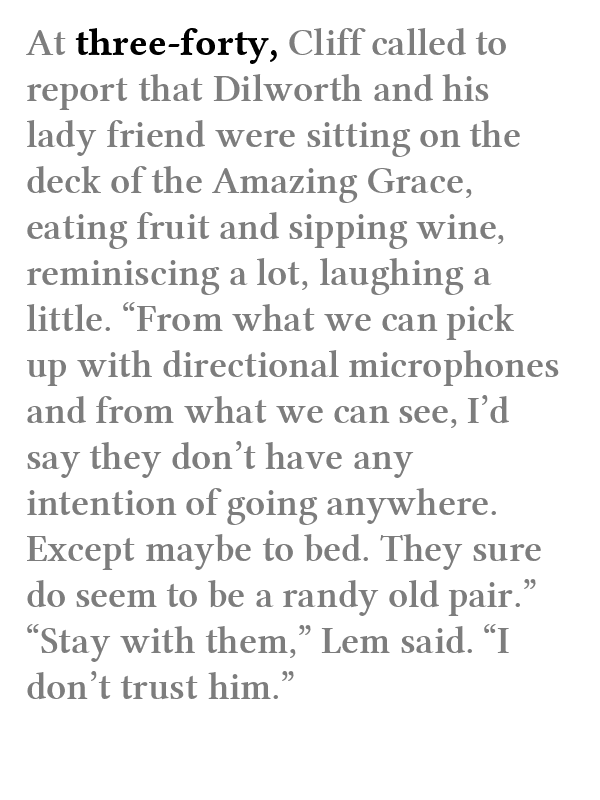 At three-forty, Cliff called to
report that Dilworth and his
lady friend were sitting on the
deck of the Amazing Grace,
eating fruit and sipping wine,
reminiscing a lot, laughing a
little. “From what we can pick
up with directional microphones
and from what we can see, I’d
say they don’t have any
intention of going anywhere.
Except maybe to bed. They sure
do seem to be a randy old pair.”
“Stay with them,” Lem said. “I
don’t trust him.”